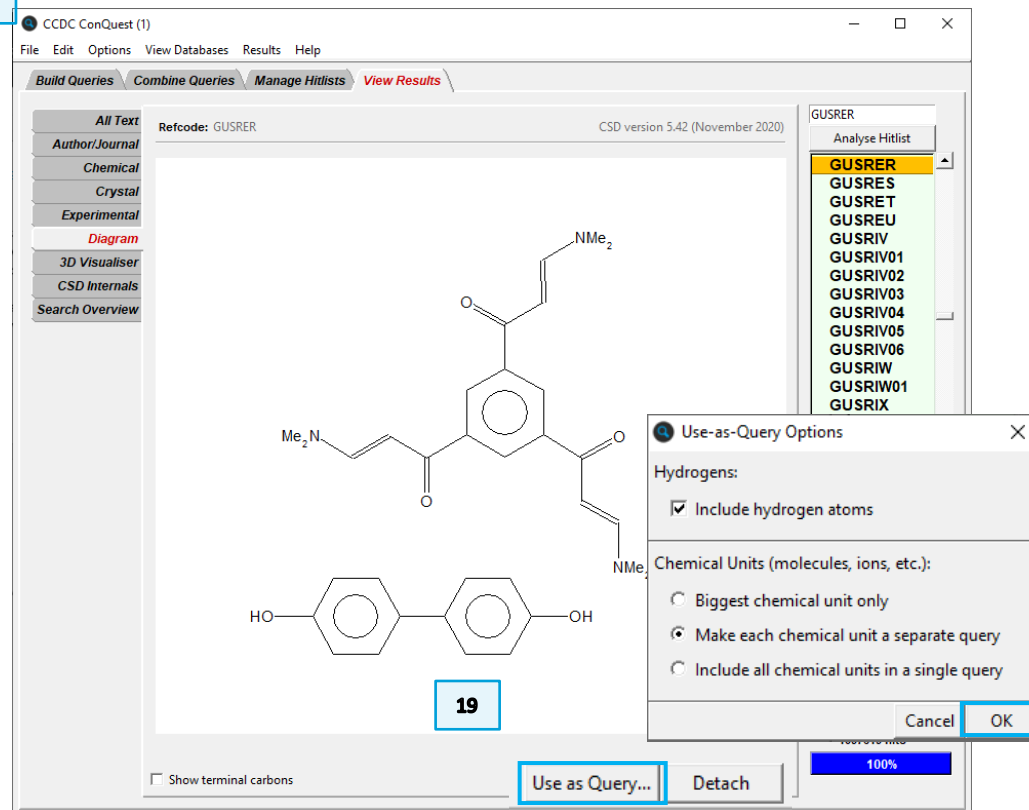 CCDC ConQuest (1)
File Edit Options View Databases Results Help
Build Queries Combine Queries Manage Hitlists View Results
All Text
Author/Journal
Chemical
Crystal
Experimental
Diagram
3D Visualiser
CSD Internals
Search Overview
Refcode: GUSRER CSD version 5.42 (November 2020)
NMe2
O
Me2N
O
O
NMe
HO
OH
19
Show terminal carbons
Use as Query... Detach
GUSRER
Analyse Hitlist
GUSRER
GUSRES
GUSRET
GUSREU
GUSRIV
GUSRIV01
GUSRIV02
GUSRIV03
GUSRIV04
GUSRIV05
GUSRIV06
GUSRIW
GUSRIW01
GUSRIX
100%
Use-as-Query Options
Hydrogens:
Include hydrogen atoms
Chemical Units (molecules, ions, etc.):
Biggest chemical unit only
Make each chemical unit a separate query
Include all chemical units in a single query
Cancel OK